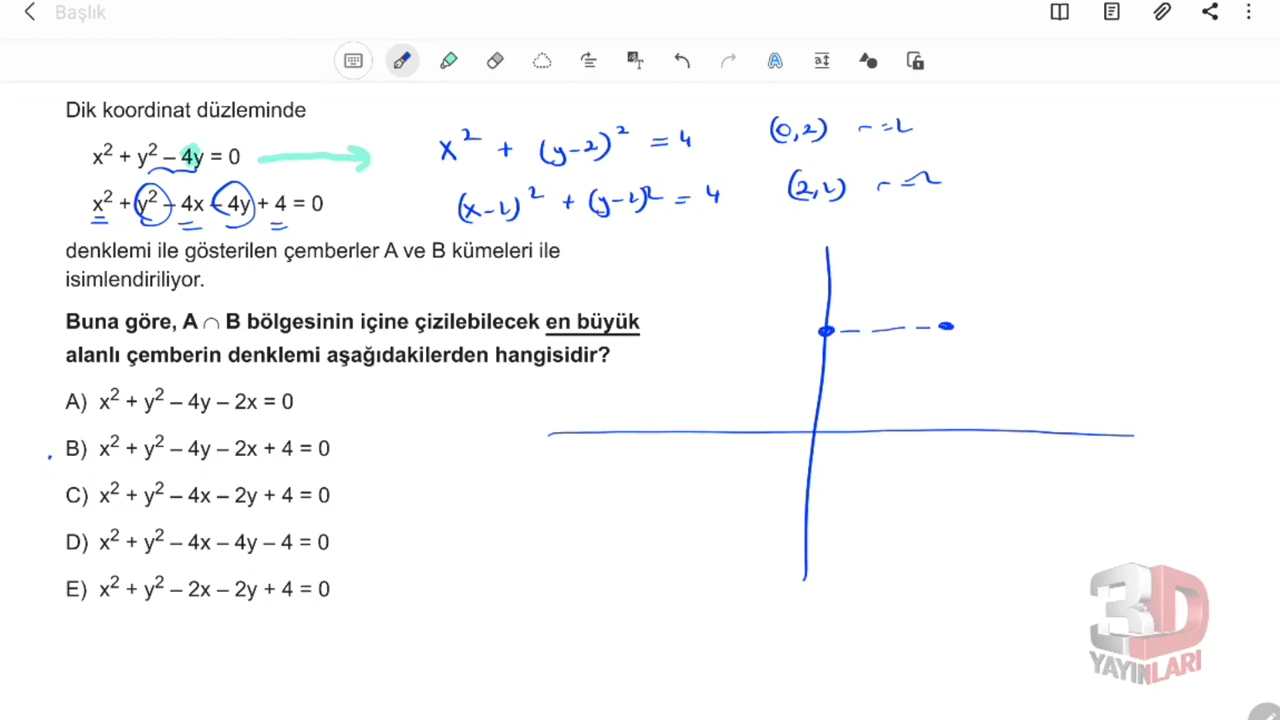 Başlık
Dik koordinat düzleminde
x² + y² – 4y = 0
x² + (y–2)² = 4
(0,2) r=2
x² + y² – 4x – 4y + 4 = 0
(x–2)² + (y–2)² = 4
(2,2) r=2
denklemi ile gösterilen çemberler A ve B kümeleri ile
isimlendiriliyor.
Buna göre, A ∩ B bölgesinin içine çizilebilecek en büyük
alanlı çemberin denklemi aşağıdakilerden hangisidir?
A) x² + y² – 4y – 2x = 0
B) x² + y² – 4y – 2x + 4 = 0
C) x² + y² – 4x – 2y + 4 = 0
D) x² + y² – 4x – 4y – 4 = 0
E) x² + y² – 2x – 2y + 4 = 0
3D
YAYINLARI